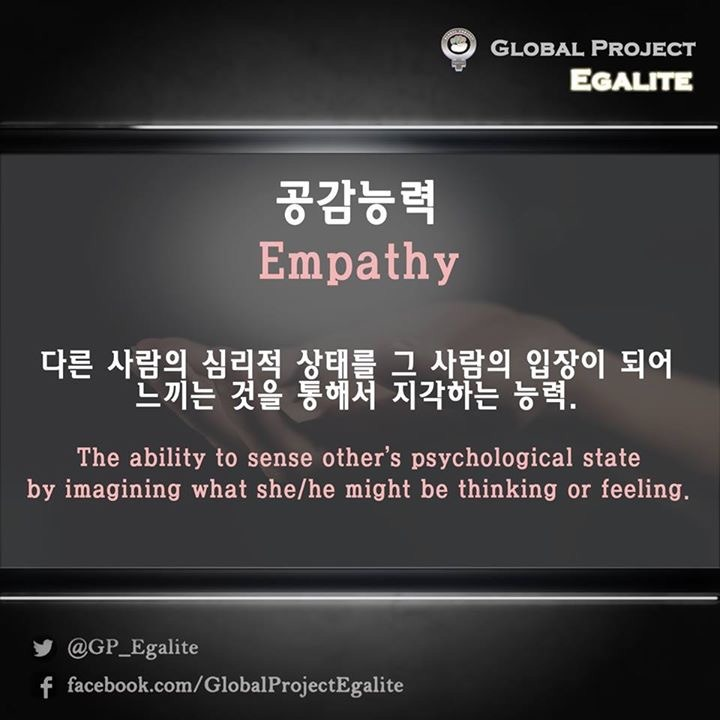 GLOBAL PROJECT
EGALITE
공감능력
Empathy
다른 사람의 심리적 상태를 그 사람의 입장이 되어
느끼는 것을 통해서 지각하는 능력.
The ability to sense other's psychological state
by imagining what she/he might be thinking or feeling.
@GP_Egalite
facebook.com/GlobalProjectEgalite